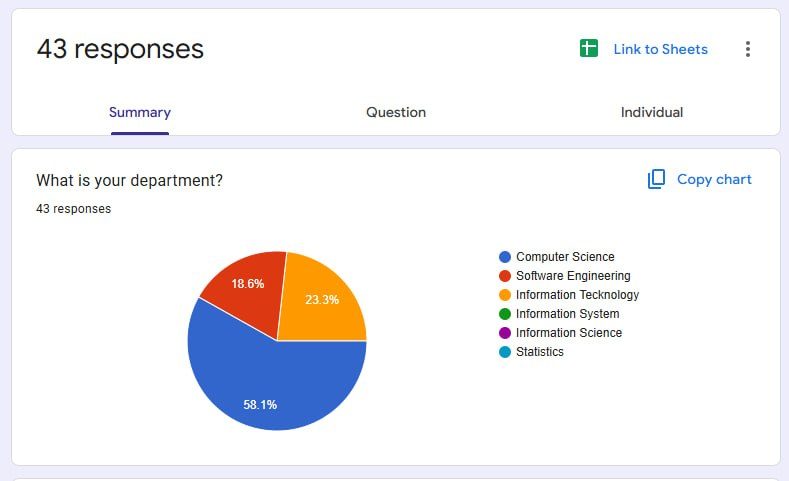 43 responses
Link to Sheets
Summary
Question
Individual
What is your department?
Copy chart
43 responses
18.6%
23.3%
58.1%
Computer Science
Software Engineering
Information Tecknology
Information System
Information Science
Statistics